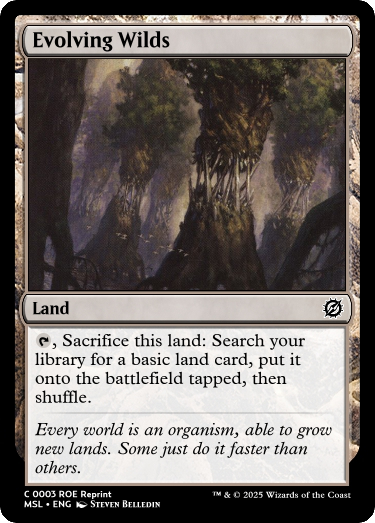 Evolving Wilds
Land
, Sacrifice this land: Search your
library for a basic land card, put it
onto the battlefield tapped, then
shuffle.
Every world is an organism, able to grow
new lands. Some just do it faster than
others.
C 0003 ROE Reprint
MSL • ENG Steven Belledin
™ & © 2025 Wizards of the Coast